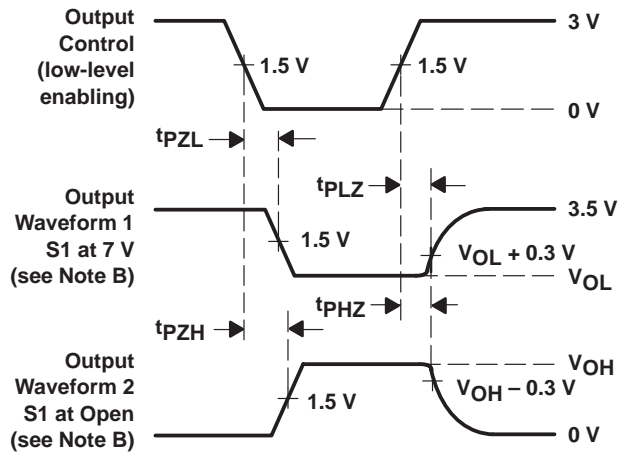 Output
Control
(low-level
enabling)
3 V
1.5 V
1.5 V
0 V
tPZL
tPLZ
Output
Waveform 1
S1 at 7 V
(see Note B)
3.5 V
1.5 V
VOL + 0.3 V
VOL
tPHZ
tPZH
Output
Waveform 2
S1 at Open
(see Note B)
VOH
1.5 V
VOH – 0.3 V
0 V